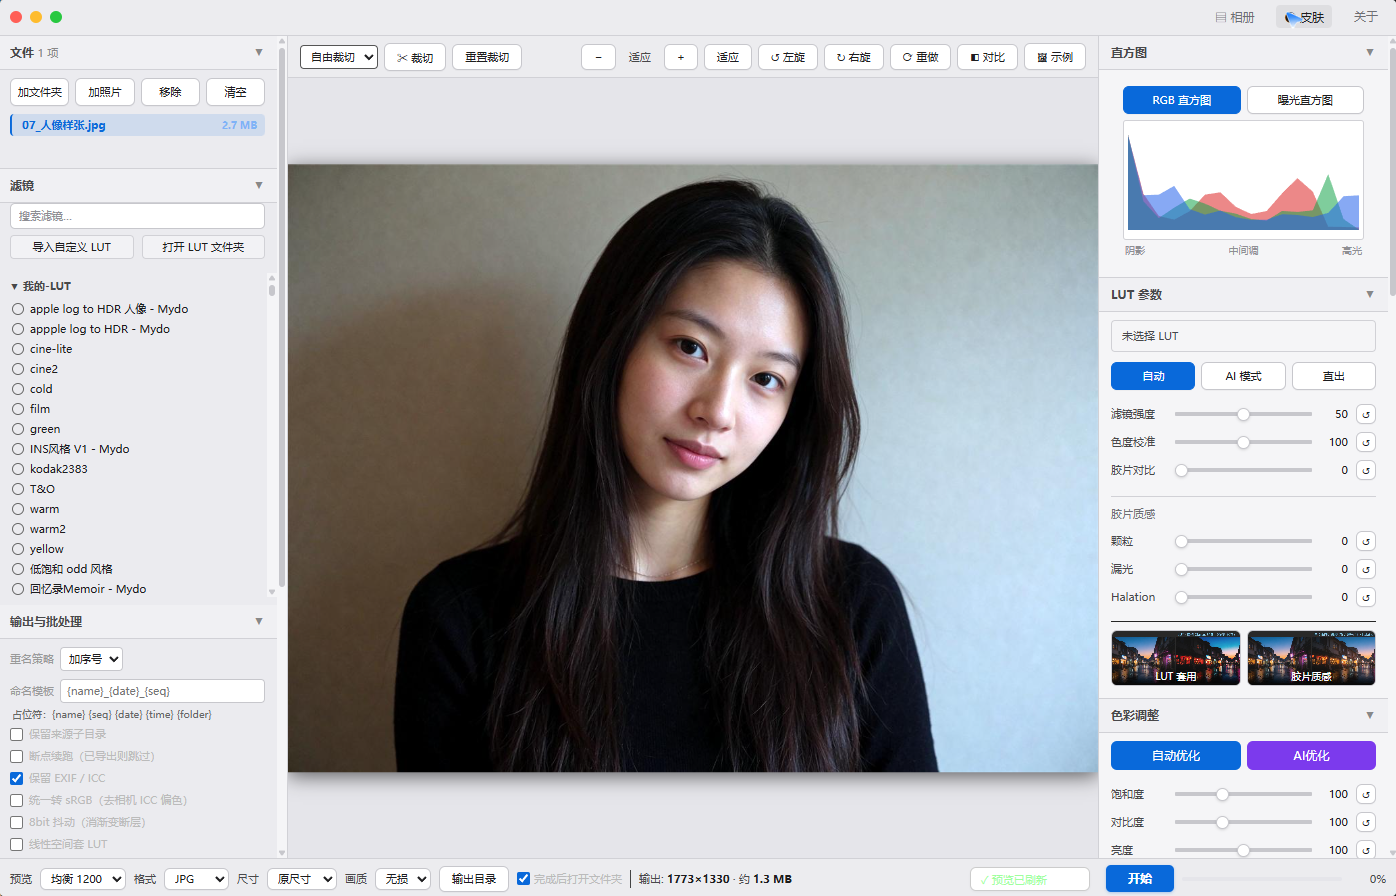 相册 皮肤 关于
文件 1 项
加文件夹 加照片 移除 清空
07_人像样张.jpg 2.7 MB
滤镜
搜索滤镜...
导入自定义 LUT 打开 LUT 文件夹
我的-LUT
apple log to HDR 人像 - Mydo
appple log to HDR - Mydo
cine-lite
cine2
cold
film
green
INS风格 V1 - Mydo
kodak2383
T&O
warm
warm2
yellow
低饱和 odd 风格
回忆录Memoir - Mydo
输出与批处理
重名策略 加序号
命名模板 {name}_{date}_{seq}
占位符: {name} {seq} {date} {time} {folder}
保留来源子目录
断点续跑（已导出则跳过）
保留 EXIF / ICC
统一转 sRGB（去相机 ICC 偏色）
8bit 抖动（消渐变断层）
线性空间套 LUT
自由裁切 裁切 重置裁切 − 适应 + 适应 左旋 右旋 重做 对比 示例
直方图
RGB 直方图 曝光直方图
阴影 中间调 高光
LUT 参数
未选择 LUT
自动 AI 模式 直出
滤镜强度 50
色度校准 100
胶片对比 0
胶片质感
颗粒 0
漏光 0
Halation 0
LUT 套用 胶片质感
色彩调整
自动优化 AI优化
饱和度 100
对比度 100
亮度 100
预览 均衡 1200 格式 JPG 尺寸 原尺寸 画质 无损 输出目录 完成后打开文件夹 输出: 1773×1330 · 约 1.3 MB ✓ 预览已刷新 开始 0%